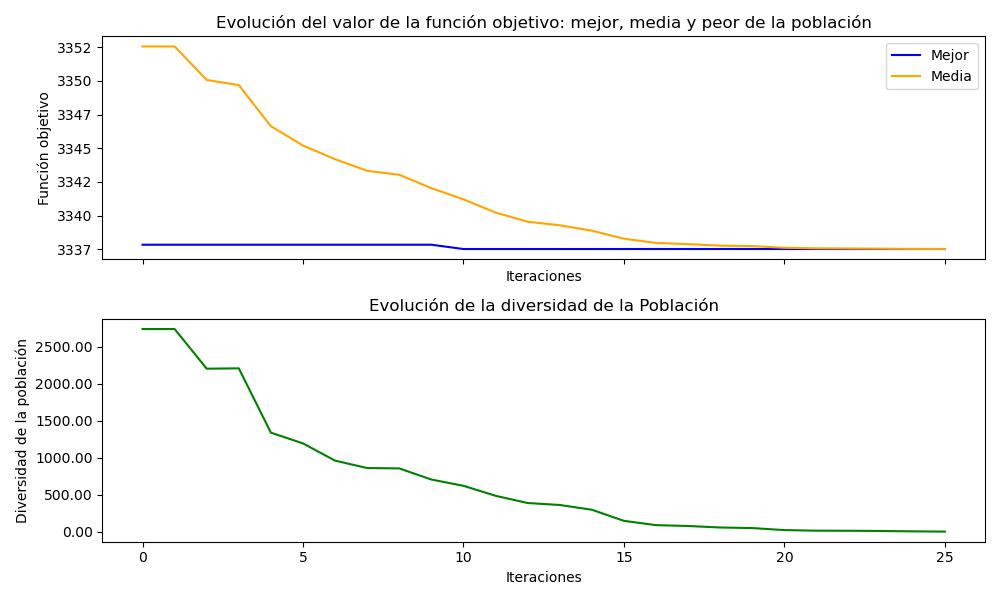 Evolución del valor de la función objetivo: mejor, media y peor de la población
Función objetivo
3352
3350
3347
3345
3342
3340
3337
Mejor
Media
Iteraciones
Evolución de la diversidad de la Población
Diversidad de la población
2500.00
2000.00
1500.00
1000.00
500.00
0.00
0 5 10 15 20 25
Iteraciones